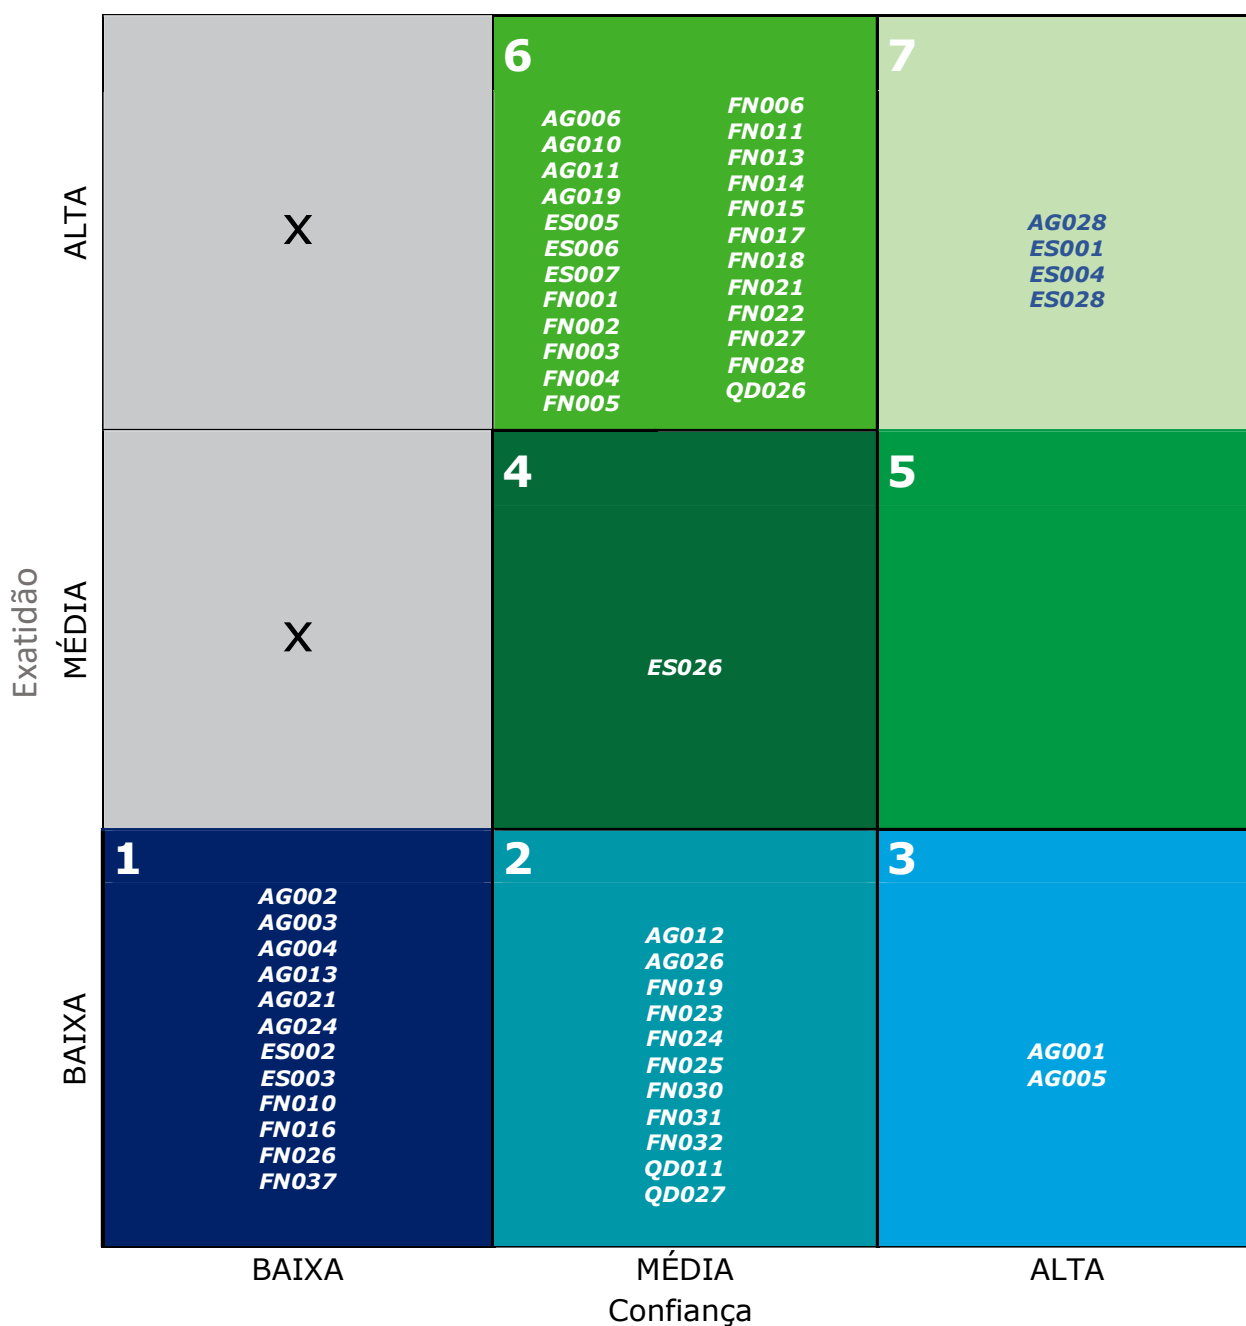 Exatidão
ALTA
X
6
AG006
AG010
AG011
AG019
ES005
ES006
ES007
FN001
FN002
FN003
FN004
FN005
FN006
FN011
FN013
FN014
FN015
FN017
FN018
FN021
FN022
FN027
FN028
QD026
7
AG028
ES001
ES004
ES028
MÉDIA
X
4
ES026
5
BAIXA
1
AG002
AG003
AG004
AG013
AG021
AG024
ES002
ES003
FN010
FN016
FN026
FN037
2
AG012
AG026
FN019
FN023
FN024
FN025
FN030
FN031
FN032
QD011
QD027
3
AG001
AG005
BAIXA
MÉDIA
ALTA
Confiança